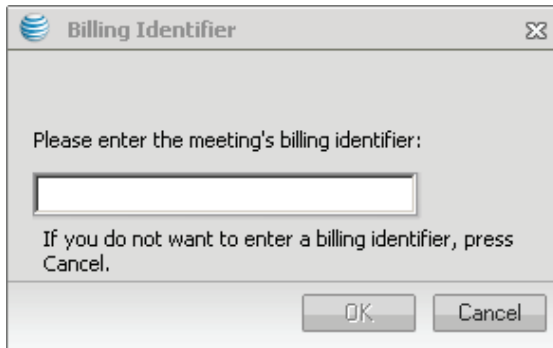 Billing Identifier
Please enter the meeting's billing identifier:
If you do not want to enter a billing identifier, press
Cancel.
OK
Cancel